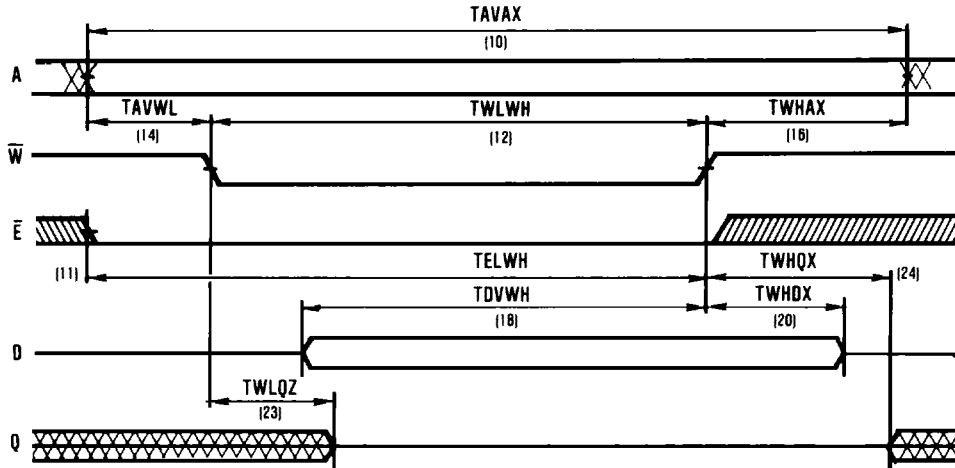 TAVAX
(10)
A
TAVWL TWLWH TWHAX
(14) (12) (16)
W̅
E̅
(11) TELWH TWHQX (24)
TDVWH TWHDX
(18) (20)
D
TWLQZ
(23)
Q